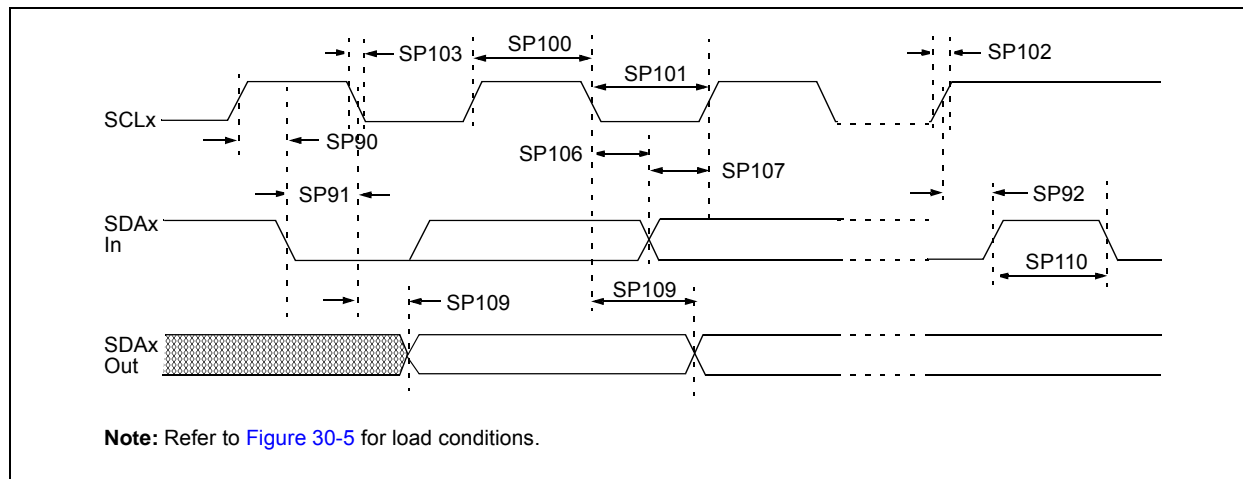 SP103
SP100
SP101
SP102
SCLx
SP90
SP106
SP107
SP91
SP92
SDAx
In
SP110
SP109
SP109
SDAx
Out
Note: Refer to Figure 30-5 for load conditions.